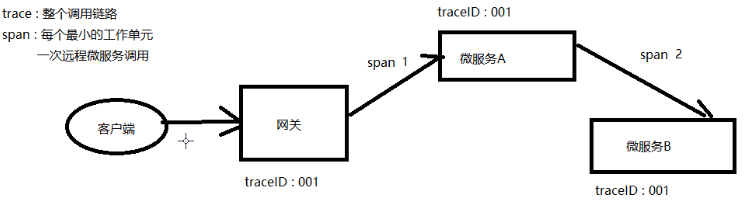 trace : 整个调用链路
span : 每个最小的工作单元
一次远程微服务调用
traceID : 001
span 1
微服务A
span 2
客户端
网关
微服务B
traceID : 001
traceID : 001